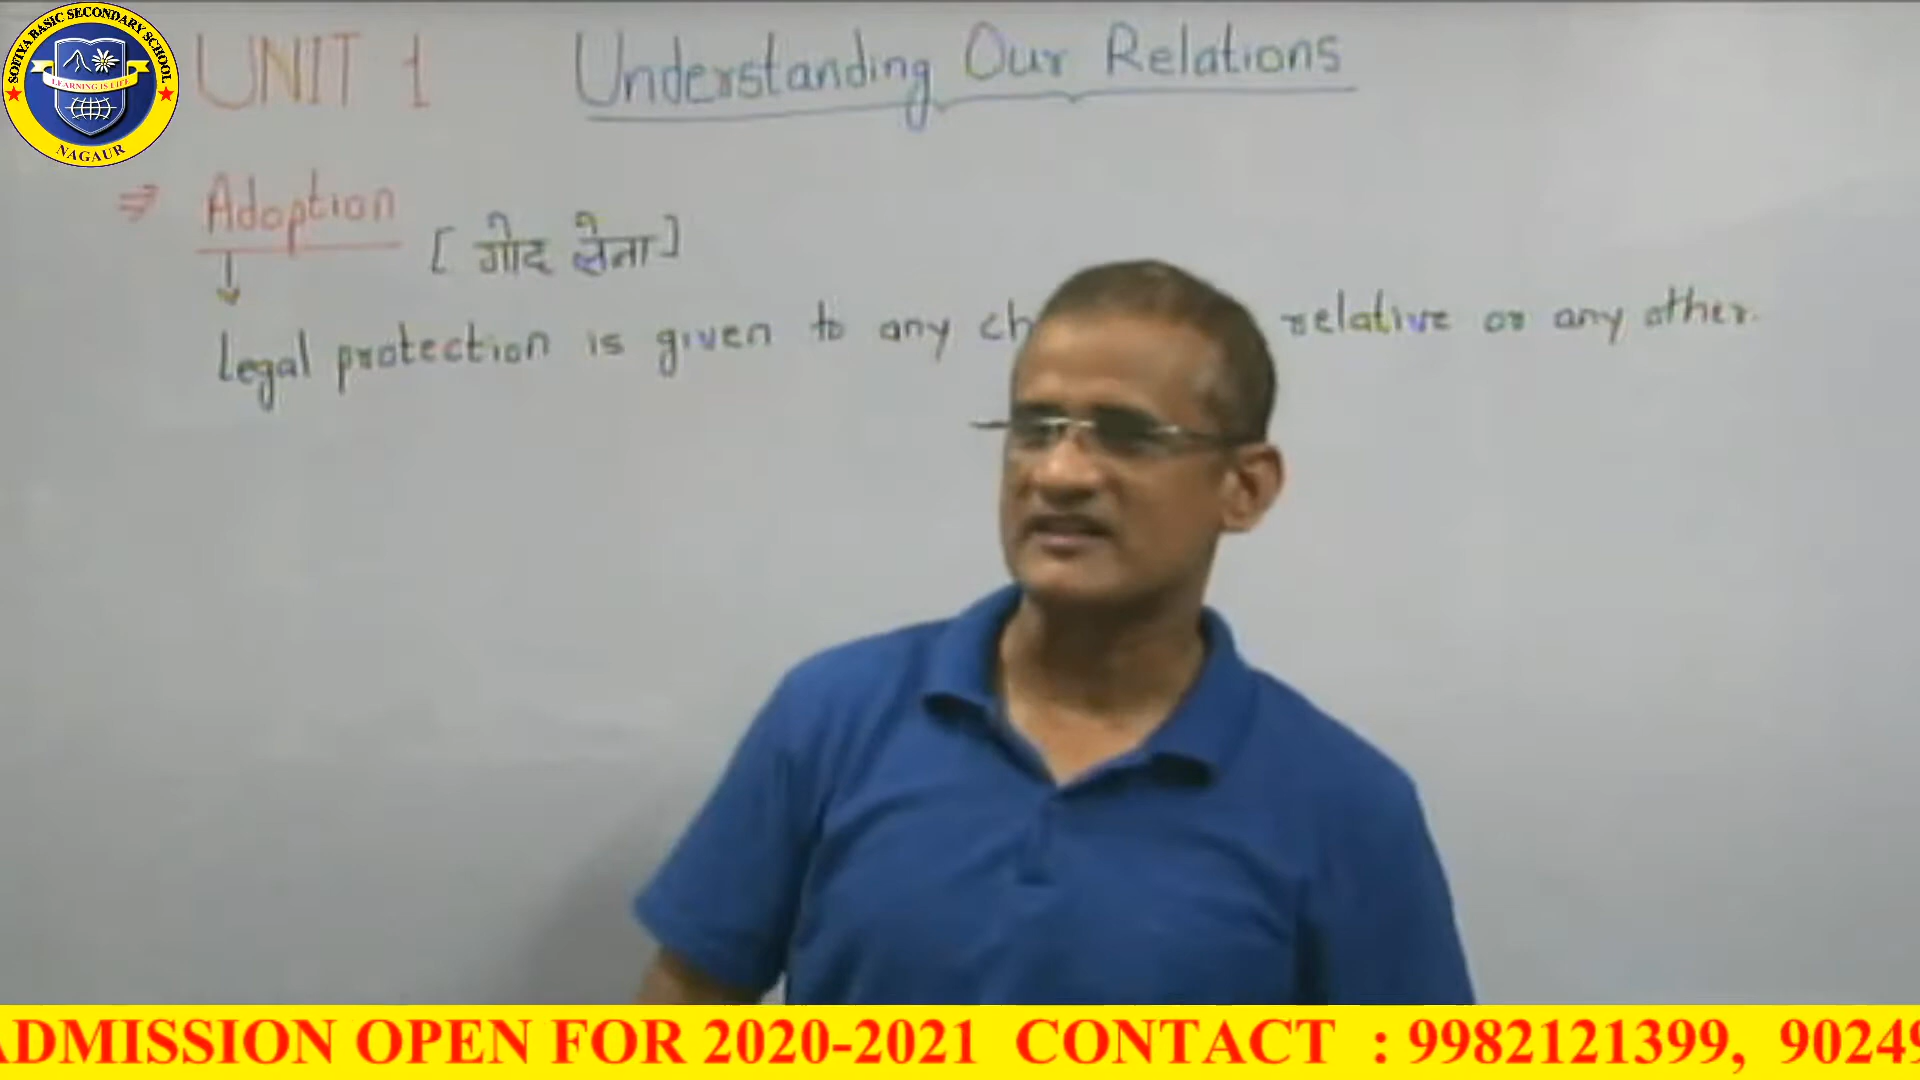 SOFIYA BASIC SECONDARY SCHOOL
LEARNING IS LIFE
NAGAUR
UNIT 1 Understanding Our Relations
⇒ Adoption [गोद लेना]
↓
Legal protection is given to any ch relative or any other.
ADMISSION OPEN FOR 2020-2021 CONTACT : 9982121399, 90249